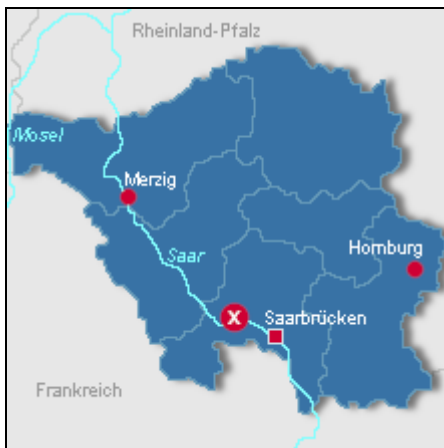 Rheinland-Pfalz
Mosel
Merzig
Homburg
Saar
X
Saarbrücken
Frankreich